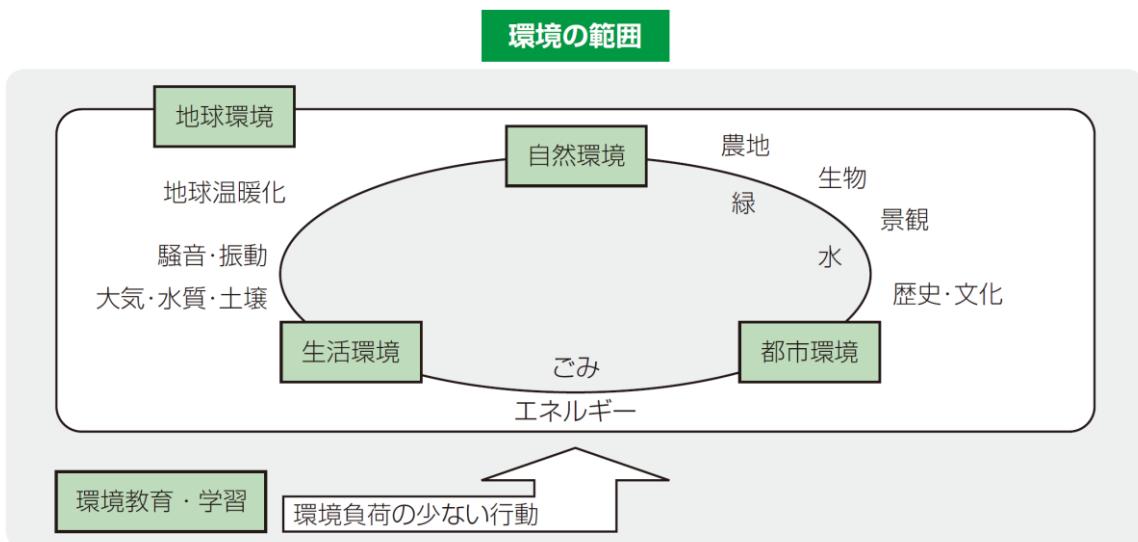 環境の範囲
地球環境
自然環境
農地
生物
緑
景観
地球温暖化
騒音・振動
水
大気・水質・土壌
歴史・文化
生活環境
都市環境
ごみ
エネルギー
環境教育・学習
環境負荷の少ない行動